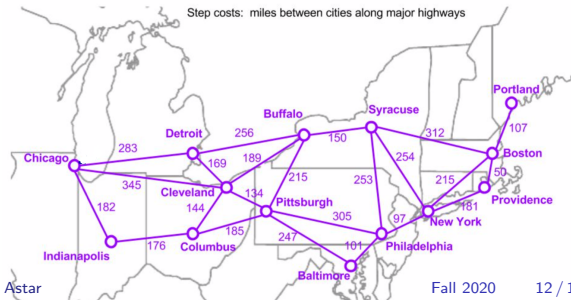 Step costs: miles between cities along major highways
Portland
107
Buffalo
Syracuse
Detroit
256
150
312
Boston
Chicago
283
169
189
254
50
345
Cleveland
134
215
253
215
181
Providence
182
144
Pittsburgh
305
97
New York
176
185
247
101
Philadelphia
Indianapolis
Columbus
Baltimore
Astar
Fall 2020
12 / 1